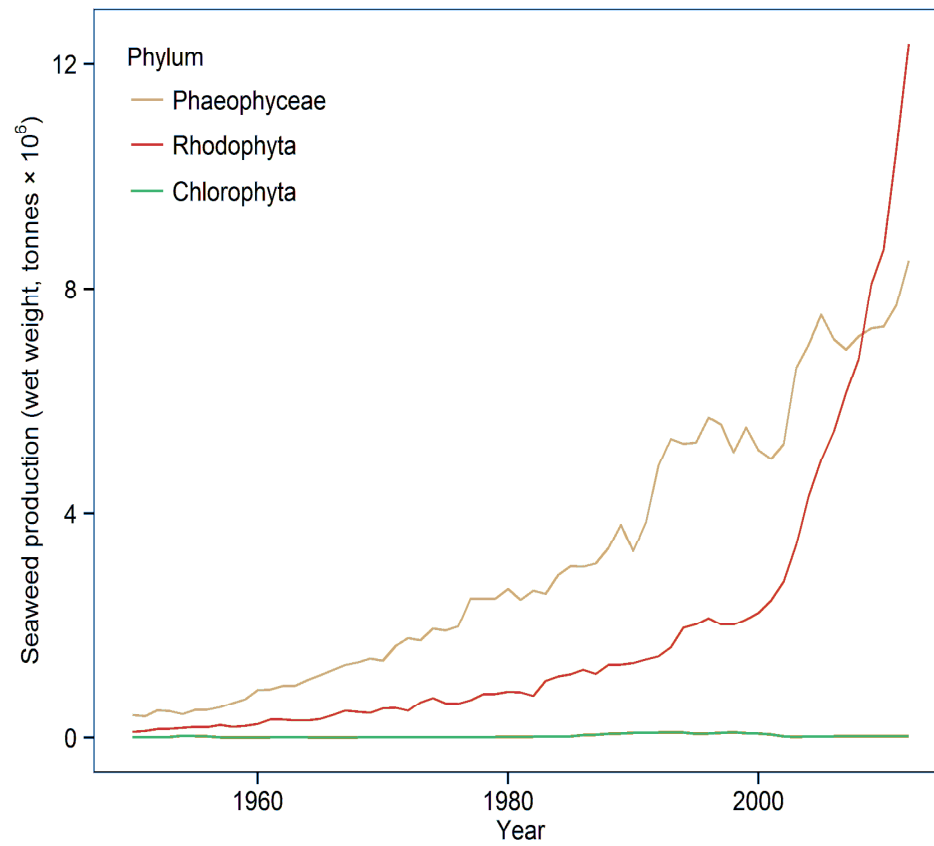 Phylum
Phaeophyceae
Rhodophyta
Chlorophyta
Seaweed production (wet weight, tonnes × 10⁶)
12
8
4
0
1960
1980
2000
Year